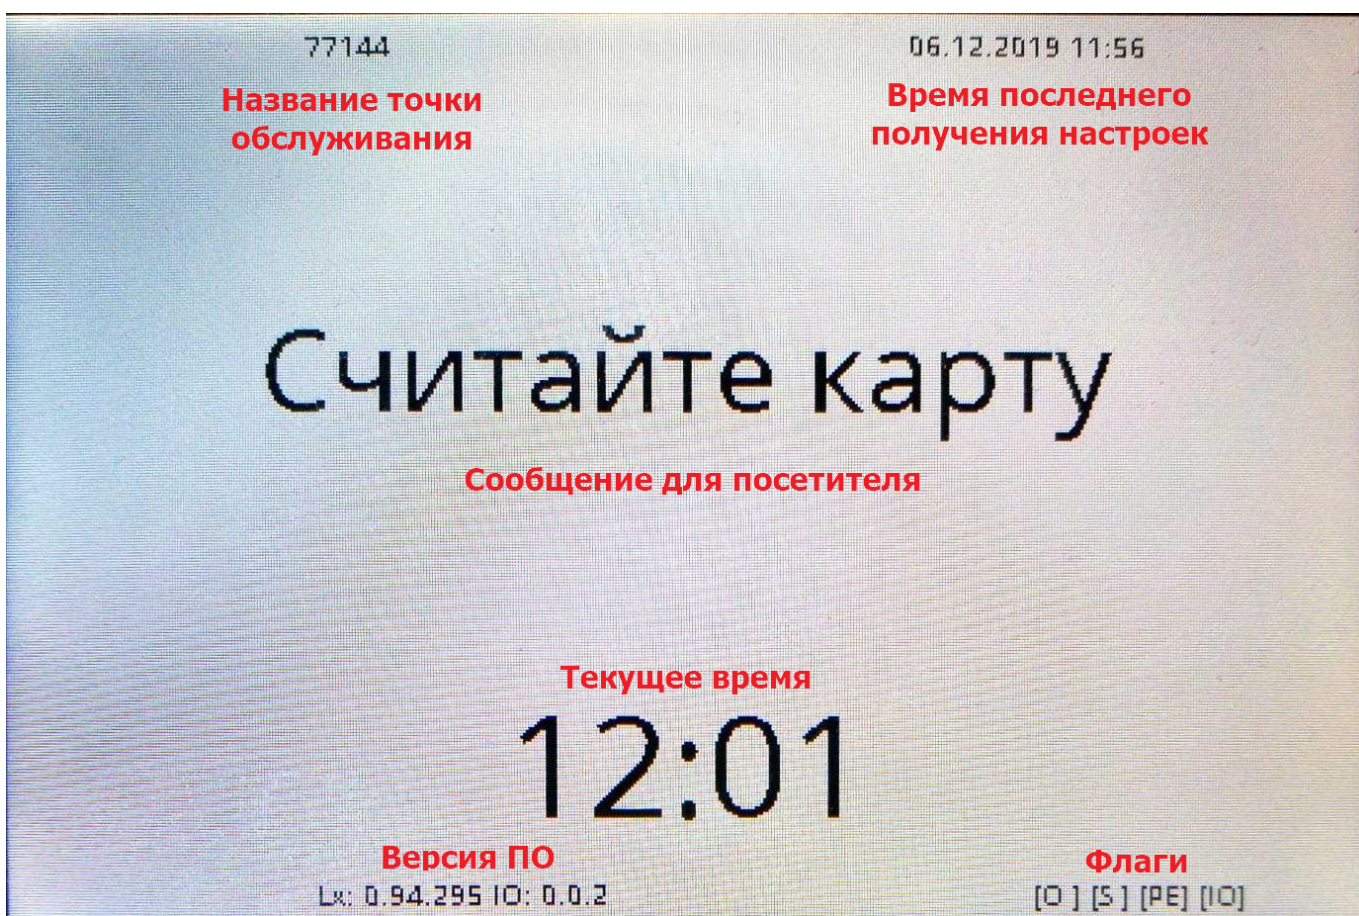 77144
06.12.2019 11:56
Название точки
обслуживания
Время последнего
получения настроек
Считайте карту
Сообщение для посетителя
Текущее время
12:01
Версия ПО
Флаги
Lx: 0.94.295 IO: 0.0.2
[O ] [S ] [PE] [IO]